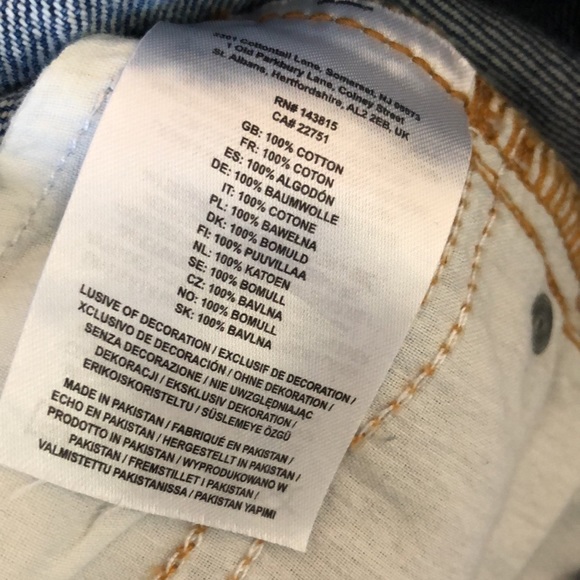 Cottontail Lane, Somerset, NJ 08873
1 Old Parkbury Lane, Colney Street
St. Albans, Hertfordshire, AL2 2EB, UK
RN# 143815
CA# 22751
GB: 100% COTTON
FR: 100% COTON
ES: 100% ALGODÓN
DE: 100% BAUMWOLLE
IT: 100% COTONE
PL: 100% BAWEŁNA
DK: 100% BOMULD
FI: 100% PUUVILLAA
NL: 100% KATOEN
SE: 100% BOMULL
CZ: 100% BAVLNA
NO: 100% BOMULL
SK: 100% BAVLNA
LUSIVE OF DECORATION / EXCLUSIF DE DECORATION /
XCLUSIVO DE DECORACIÓN / OHNE DEKORATION /
SENZA DECORAZIONE / NIE UWZGLĘDNIAJĄC
DEKORACJI / EKSKLUSIV DEKORATION /
ERIKOISKORISTELTU / SÜSLEMEYE ÖZGÜ
MADE IN PAKISTAN / FABRIQUÉ EN PAKISTAN /
ECHO EN PAKISTAN / HERGESTELLT IN PAKISTAN /
PRODOTTO IN PAKISTAN / WYPRODUKOWANO W
PAKISTAN / FREMSTILLET I PAKISTAN /
VALMISTETTU PAKISTANISSA / PAKISTAN YAPIMI